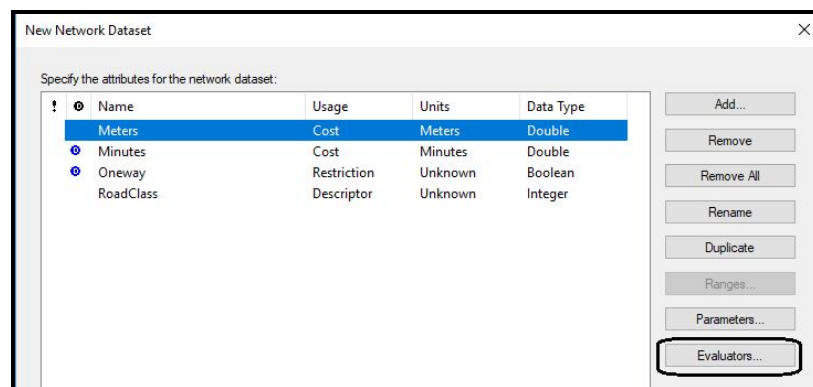 New Network Dataset
Specify the attributes for the network dataset:
! Name Usage Units Data Type
Meters Cost Meters Double
Minutes Cost Minutes Double
Oneway Restriction Unknown Boolean
RoadClass Descriptor Unknown Integer
Add...
Remove
Remove All
Rename
Duplicate
Ranges...
Parameters...
Evaluators...